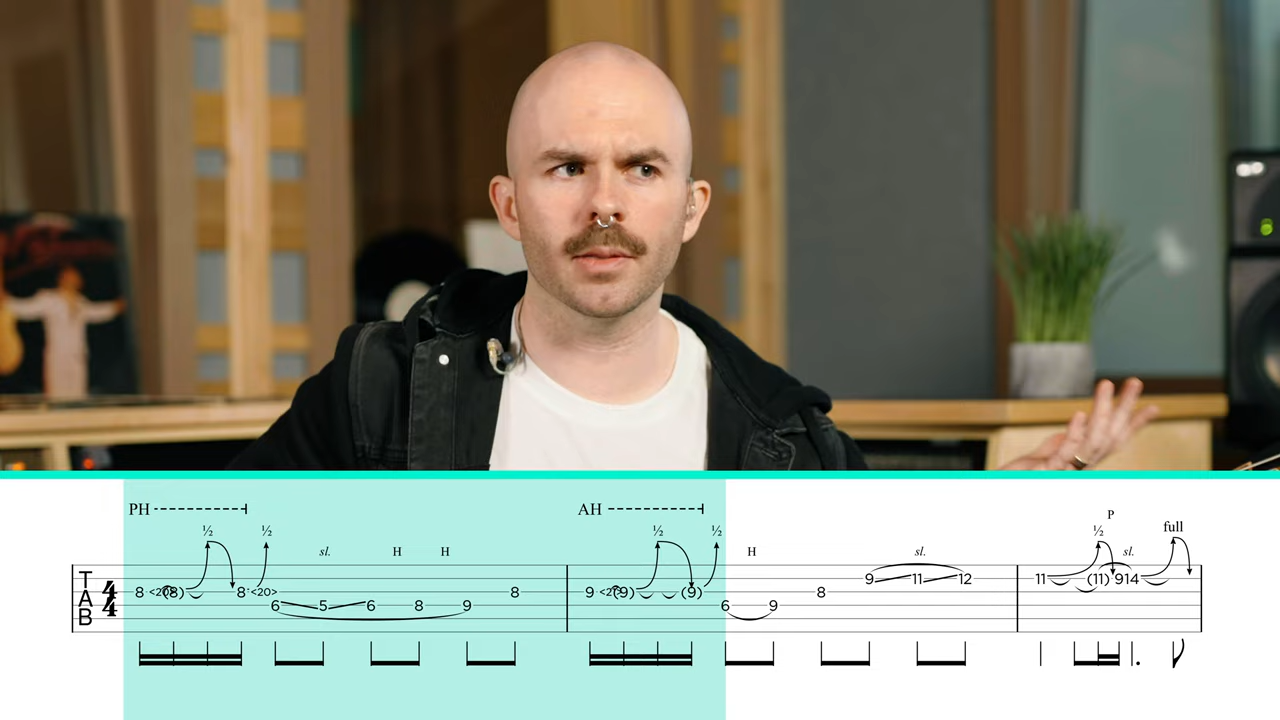 PH AH
½ ½ ½ ½ P ½ full
sl. H H H sl. sl.
9 11 12
T 11 (11) 9 14
A 4 8 (8) 8 <20> 8 9 (9) (9) 8
4 6 5 6 8 9 6 9
B